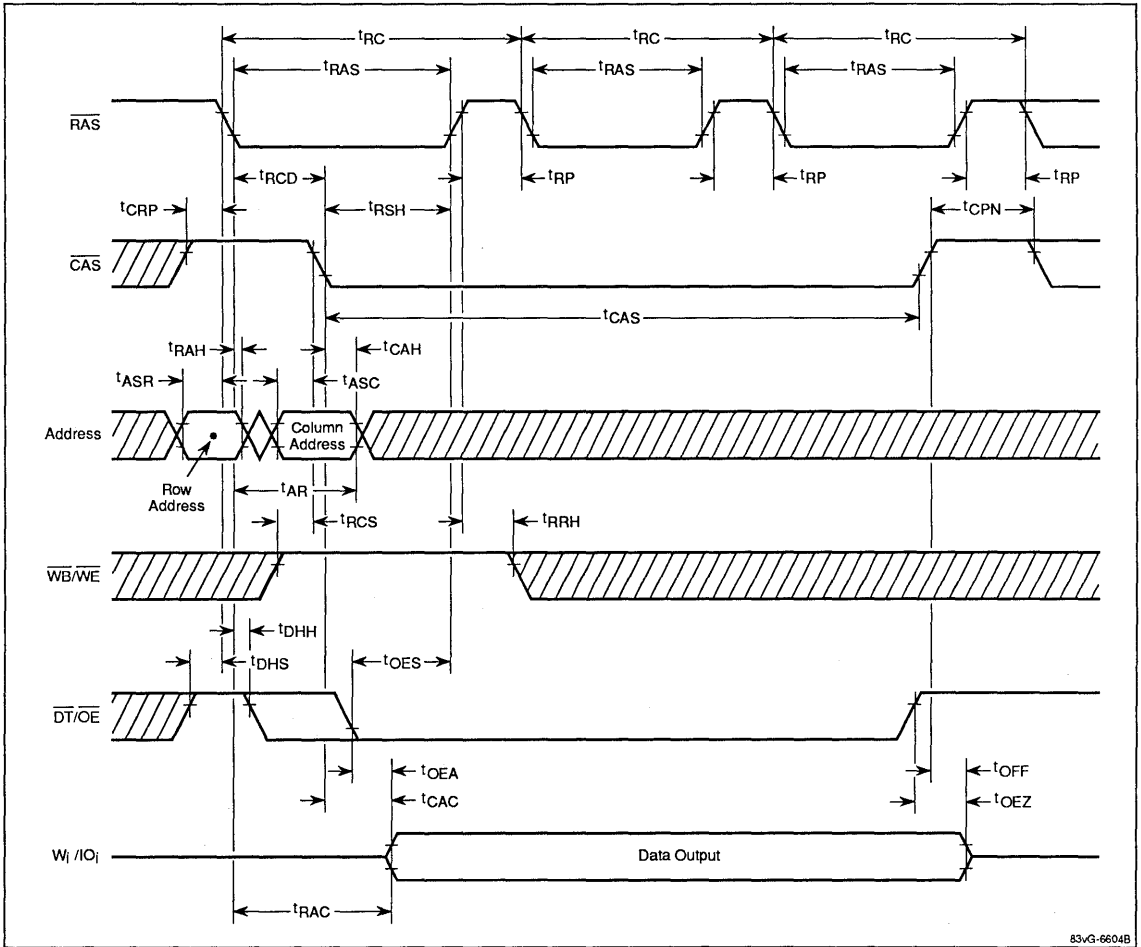 tRC tRC tRC
tRAS tRAS tRAS
RAS
tRCD tRP tRP tRP
tCRP tRSH tCPN
CAS
tCAS
tRAH tCAH
tASR tASC
Address Column Address
Row Address
tAR
tRCS tRRH
WB/WE
tDHH
tDHS tOES
DT/OE
tOEA tOFF
tCAC tOEZ
Wi /IOi Data Output
tRAC
83vG-6604B